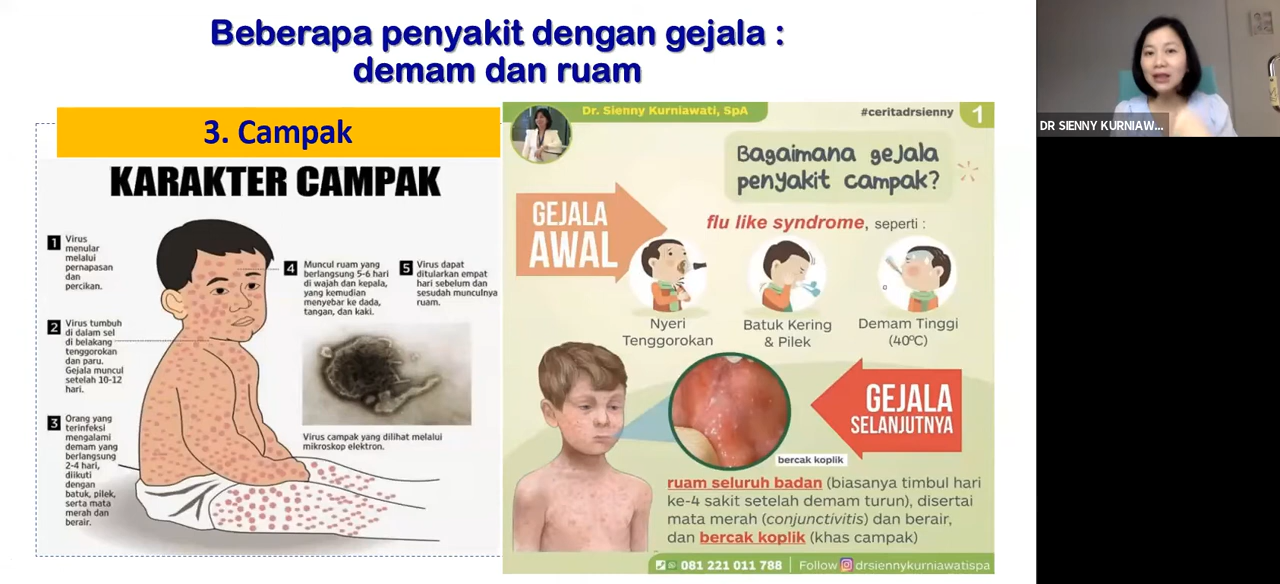 Beberapa penyakit dengan gejala :
demam dan ruam
3. Campak
KARAKTER CAMPAK
1 Virus
menular
melalui
pernapasan
dan
percikan.
2 Virus tumbuh
di dalam sel
di belakang
tenggorokan
dan paru.
Gejala muncul
setelah 10-12
hari.
3 Orang yang
terinfeksi
mengalami
demam yang
berlangsung
2-4 hari,
diikuti
dengan
batuk, pilek,
serta mata
merah dan
berair.
4 Muncul ruam yang
berlangsung 5-6 hari
di wajah dan kepala,
yang kemudian
menyebar ke dada,
tangan, dan kaki.
5 Virus dapat
ditularkan empat
hari sebelum dan
sesudah munculnya
ruam.
Virus campak yang dilihat melalui
mikroskop elektron.
Dr. Sienny Kurniawati, SpA
#ceritadrsienny
1
Bagaimana gejala
penyakit campak?
GEJALA
AWAL
flu like syndrome, seperti :
Nyeri
Tenggorokan
Batuk Kering
& Pilek
Demam Tinggi
(40⁰C)
GEJALA
SELANJUTNYA
bercak koplik
ruam seluruh badan (biasanya timbul hari
ke-4 sakit setelah demam turun), disertai
mata merah (conjunctivitis) dan berair,
dan bercak koplik (khas campak)
081 221 011 788 | Follow drsiennykurniawatispa
DR SIENNY KURNIAW...